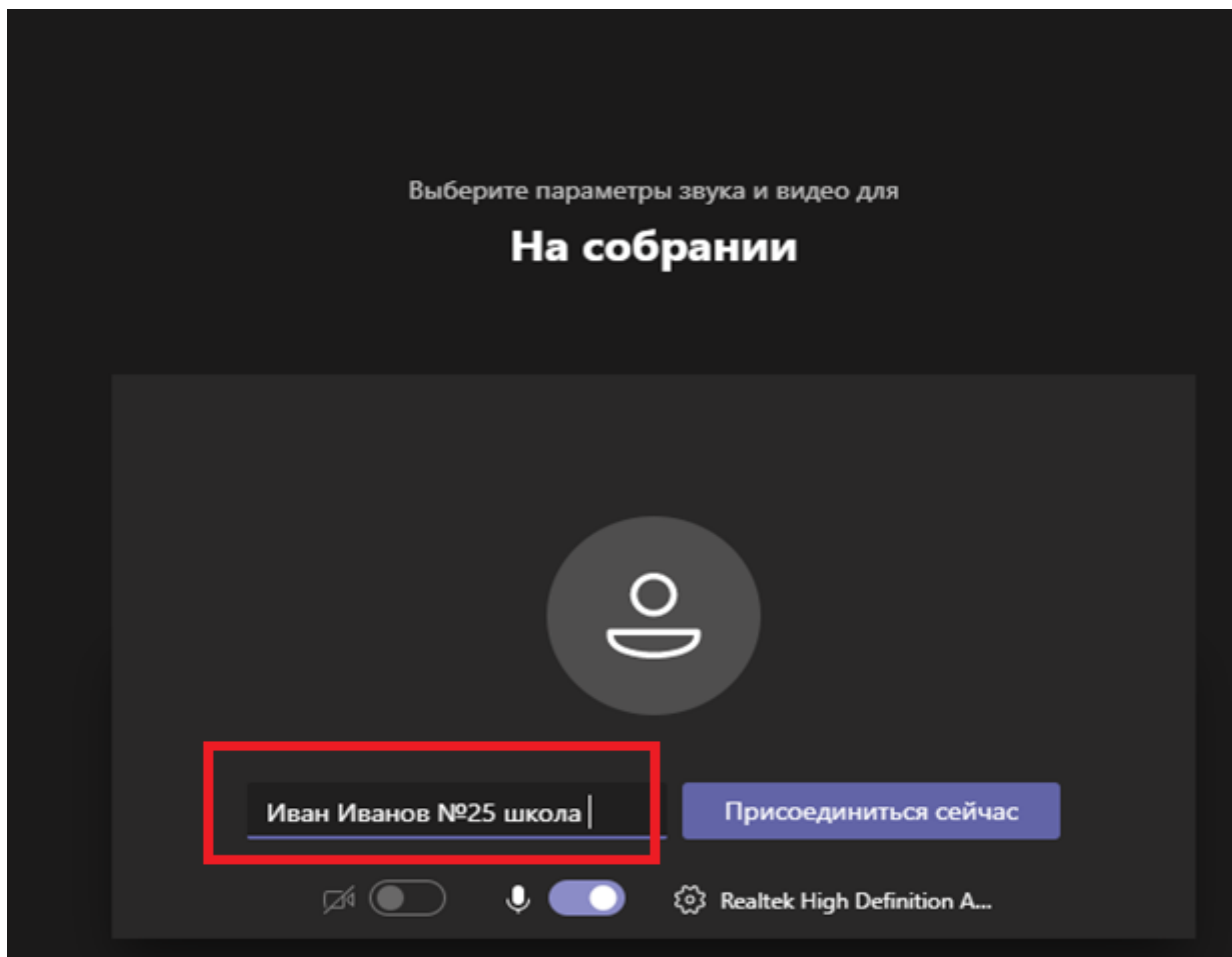 Выберите параметры звука и видео для
На собрании
Иван Иванов №25 школа
Присоединиться сейчас
Realtek High Definition A...